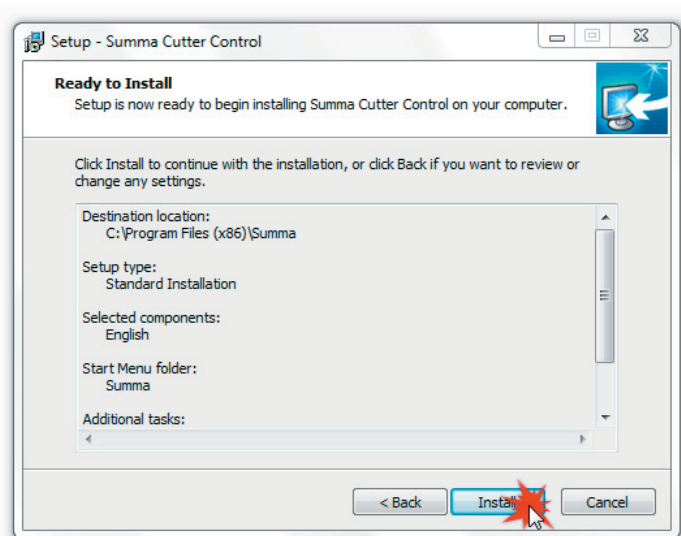 Setup - Summa Cutter Control
Ready to Install
Setup is now ready to begin installing Summa Cutter Control on your computer.
Click Install to continue with the installation, or click Back if you want to review or
change any settings.
Destination location:
C:\Program Files (x86)\Summa
Setup type:
Standard Installation
Selected components:
English
Start Menu folder:
Summa
Additional tasks:
< Back
Install
Cancel